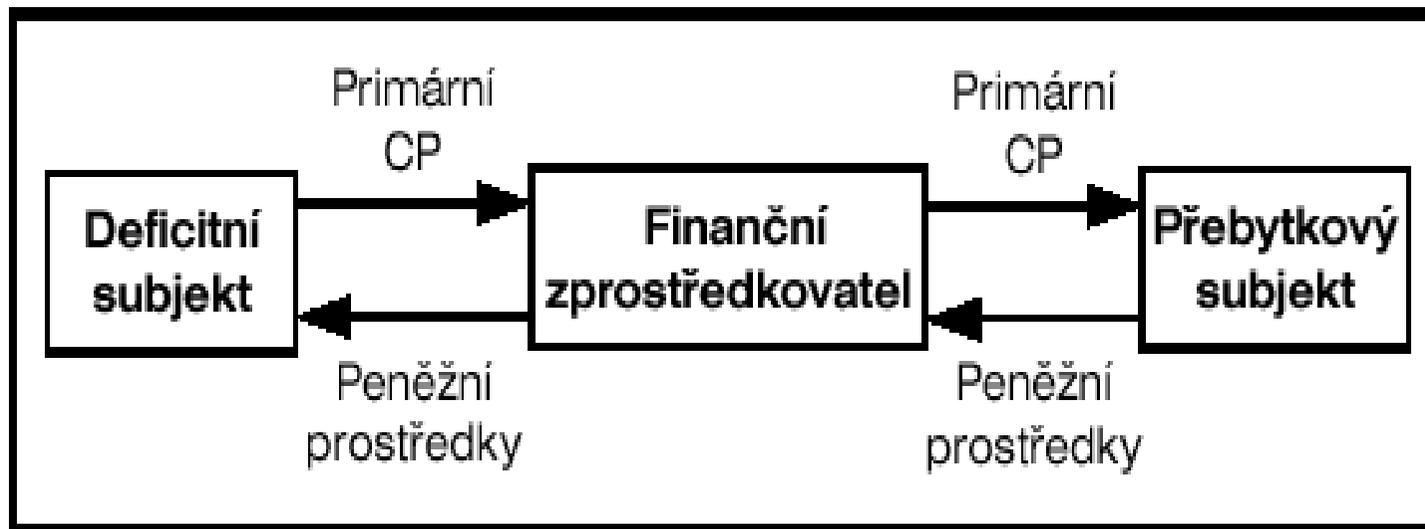 Primární
CP
Primární
CP
Deficitní
subjekt
Finanční
zprostředkovatel
Přebytkový
subjekt
Peněžní
prostředky
Peněžní
prostředky